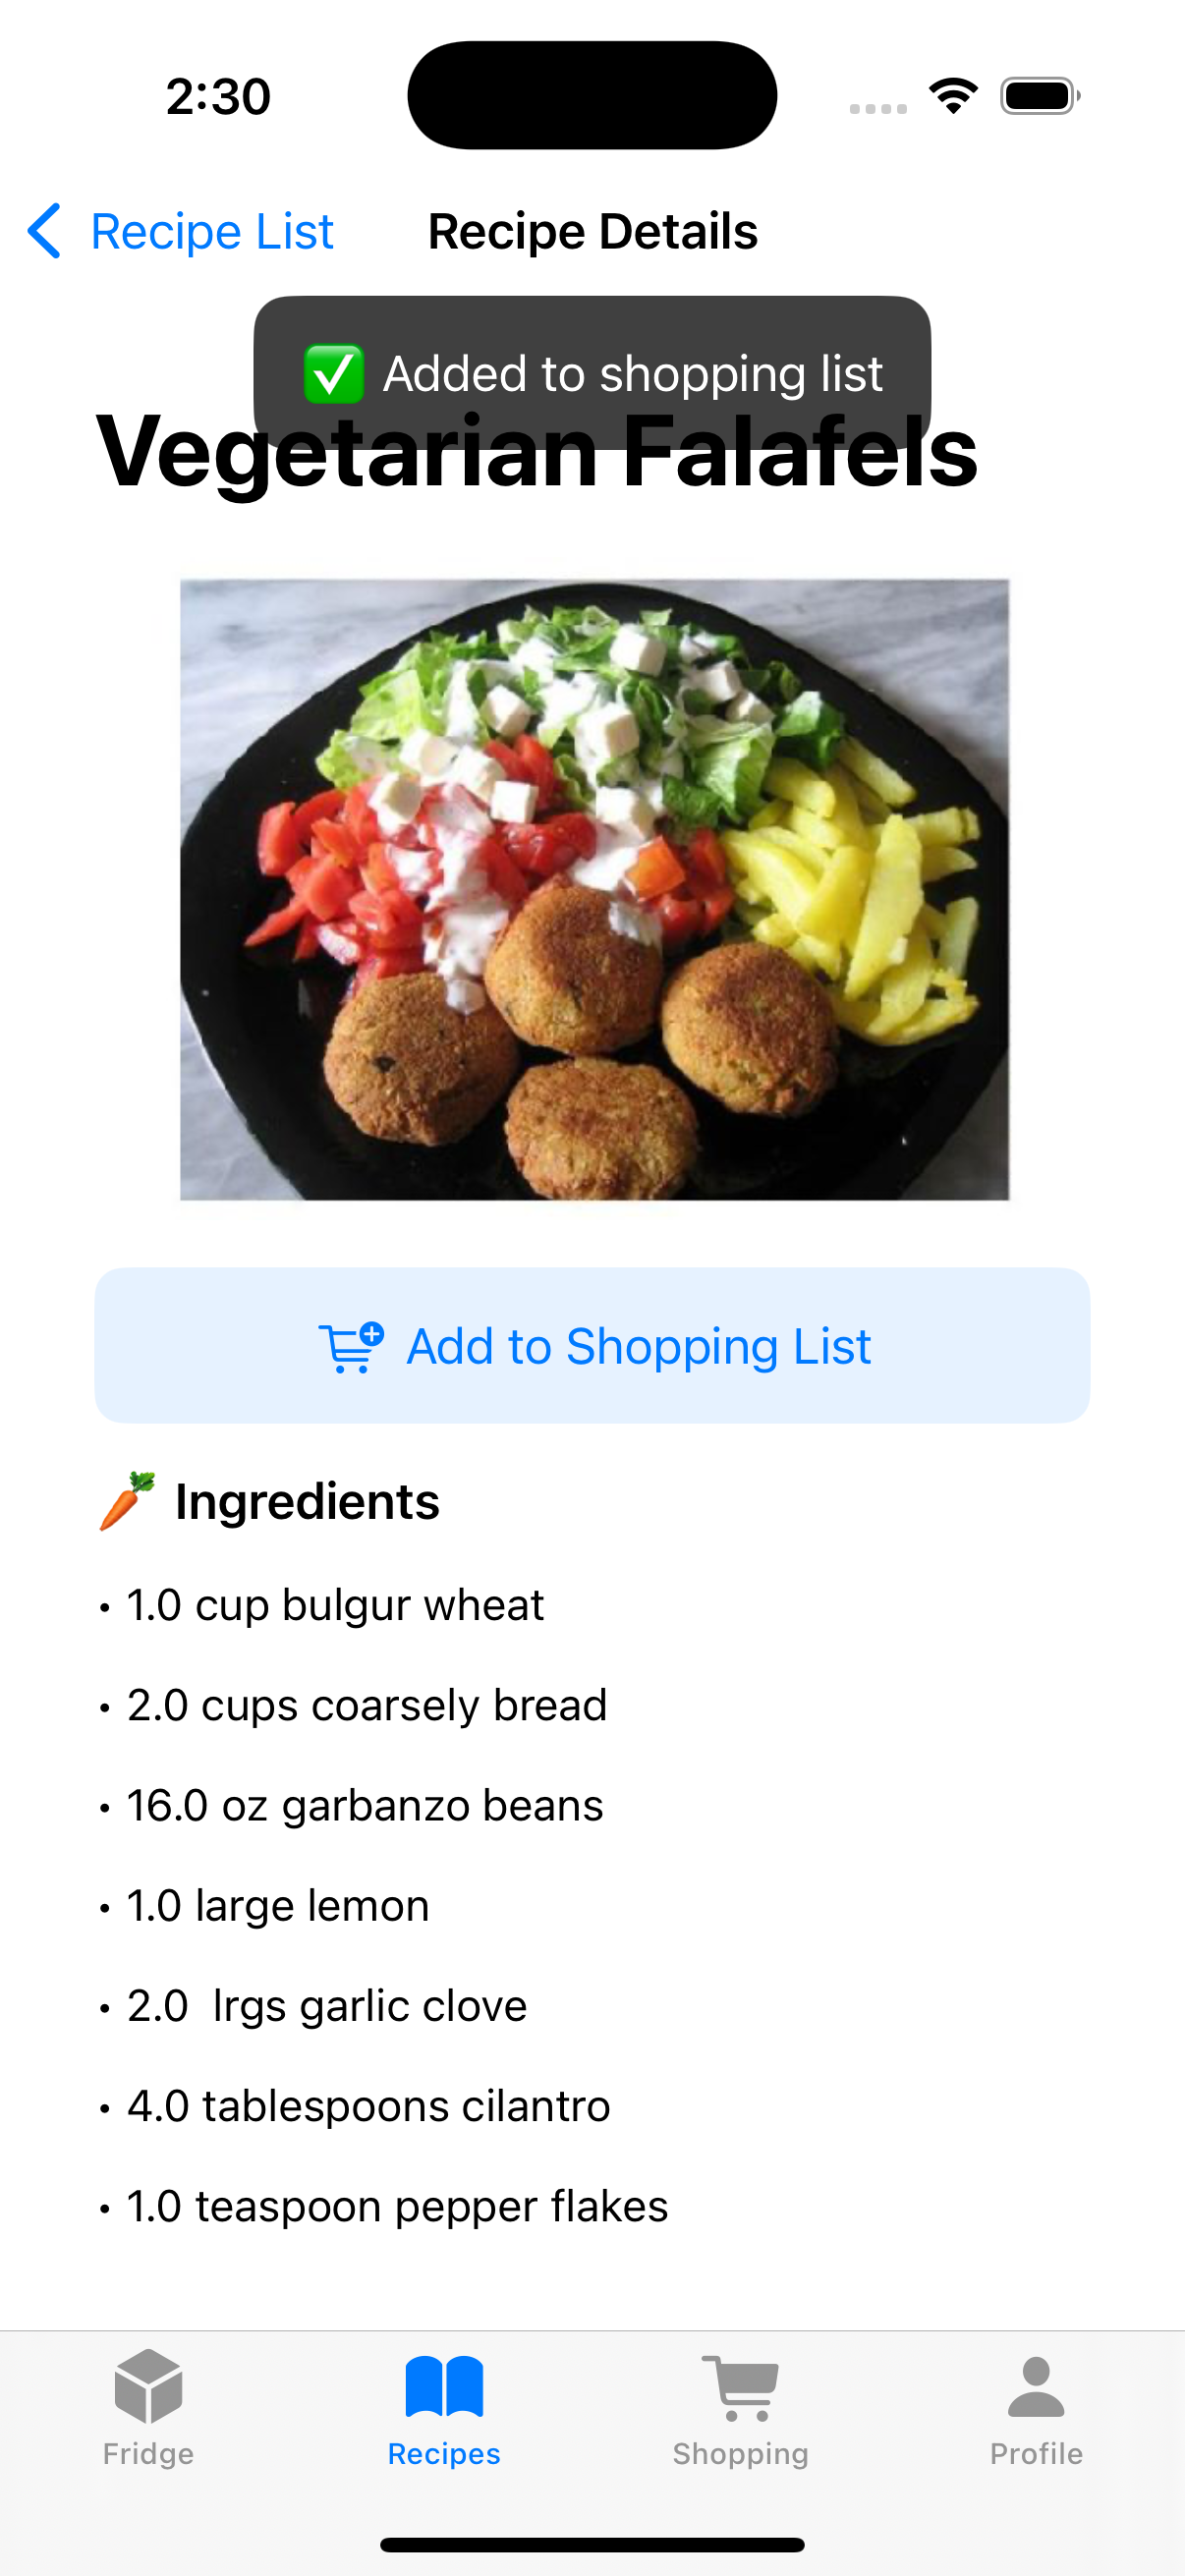 2:30
Recipe List
Recipe Details
✅ Added to shopping list
Vegetarian Falafels
Add to Shopping List
🥕 Ingredients
• 1.0 cup bulgur wheat
• 2.0 cups coarsely bread
• 16.0 oz garbanzo beans
• 1.0 large lemon
• 2.0  lrgs garlic clove
• 4.0 tablespoons cilantro
• 1.0 teaspoon pepper flakes
Fridge
Recipes
Shopping
Profile